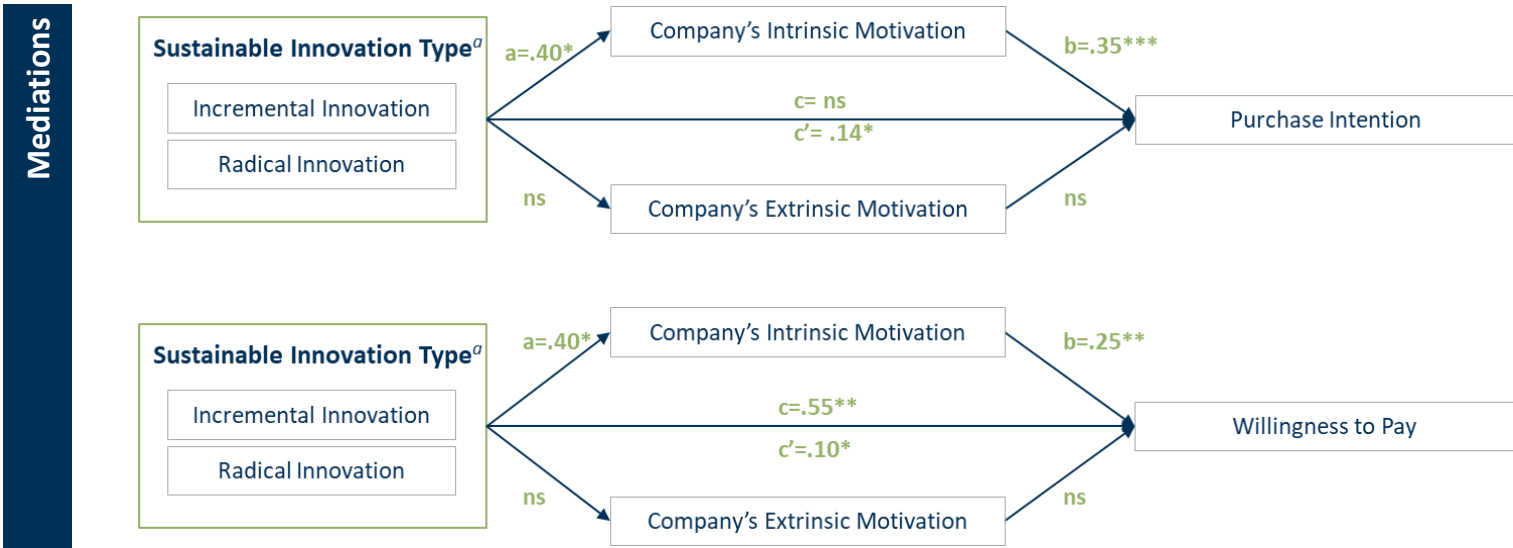 Mediations
Sustainable Innovation Typeᵃ
Incremental Innovation
Radical Innovation
a=.40*
Company’s Intrinsic Motivation
b=.35***
c= ns
c’= .14*
Purchase Intention
ns
Company’s Extrinsic Motivation
ns
Sustainable Innovation Typeᵃ
Incremental Innovation
Radical Innovation
a=.40*
Company’s Intrinsic Motivation
b=.25**
c=.55**
c’=.10*
Willingness to Pay
ns
Company’s Extrinsic Motivation
ns